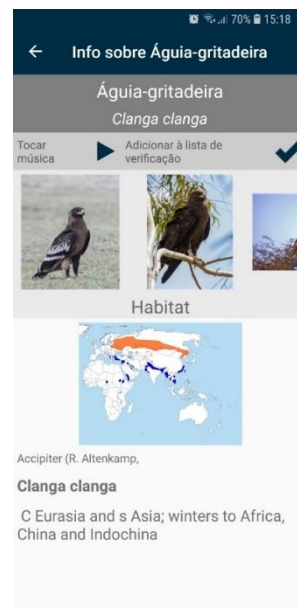 70% 15:18
Info sobre Águia-gritadeira
Águia-gritadeira
Clanga clanga
Tocar
música
Adicionar à lista de
verificação
Habitat
Accipiter (R. Altenkamp,
Clanga clanga
C Eurasia and s Asia; winters to Africa,
China and Indochina